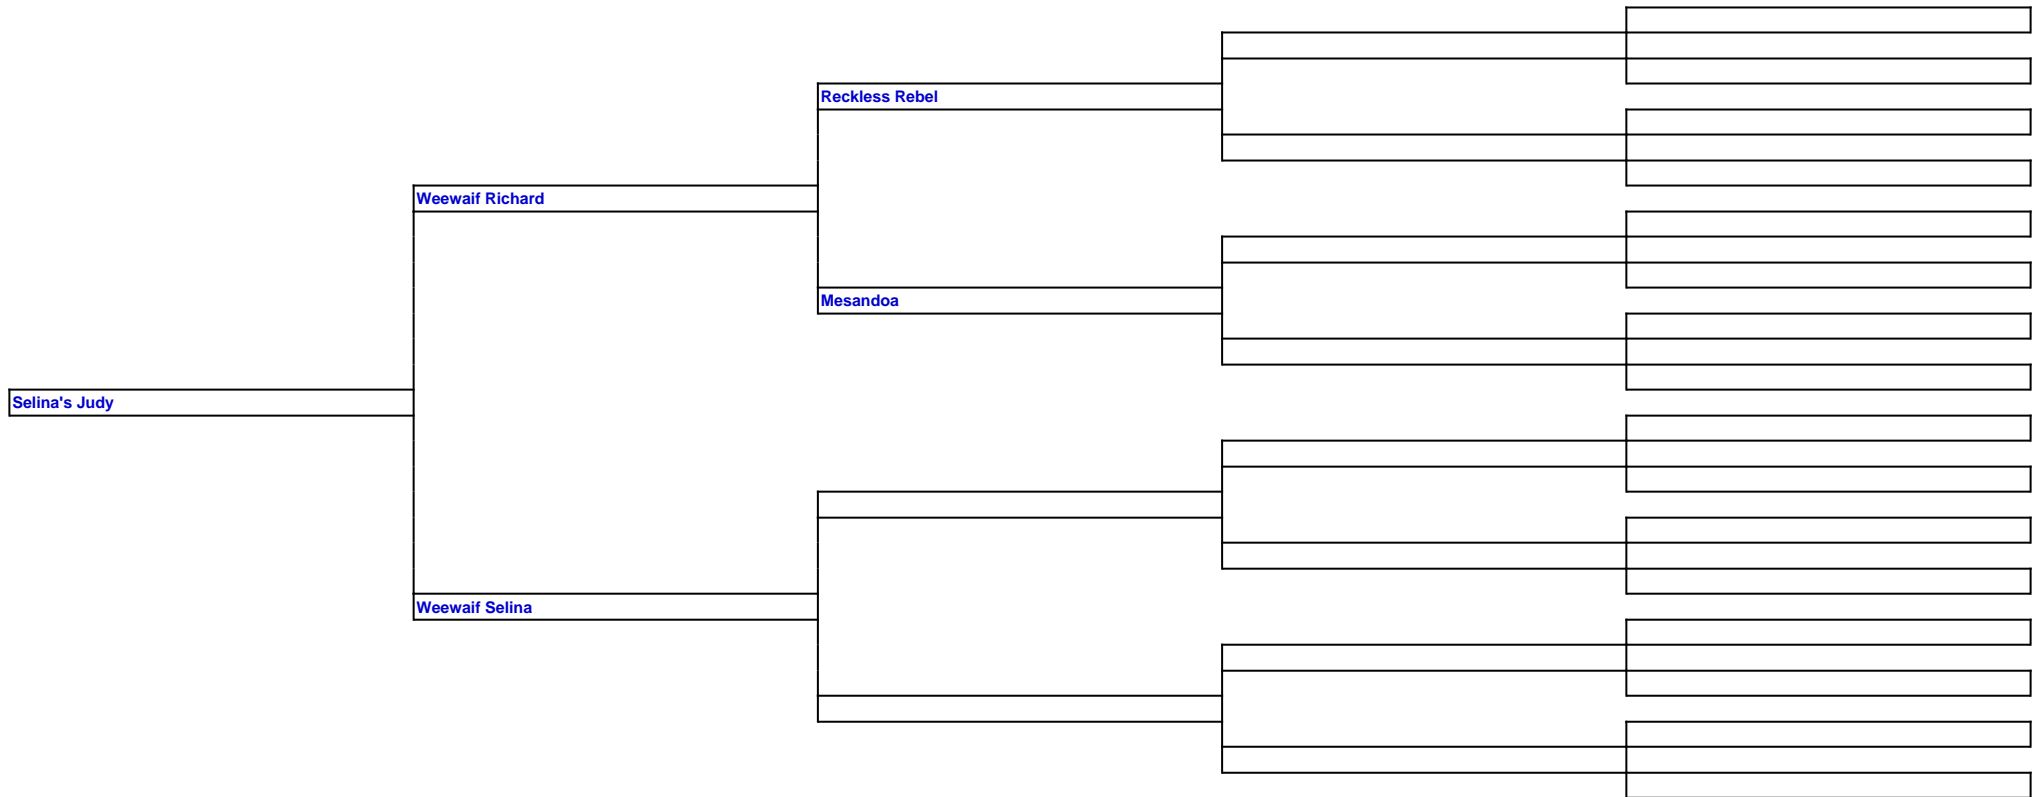 Reckless Rebel
Weewaif Richard
Mesandoa
Selina's Judy
Weewaif Selina